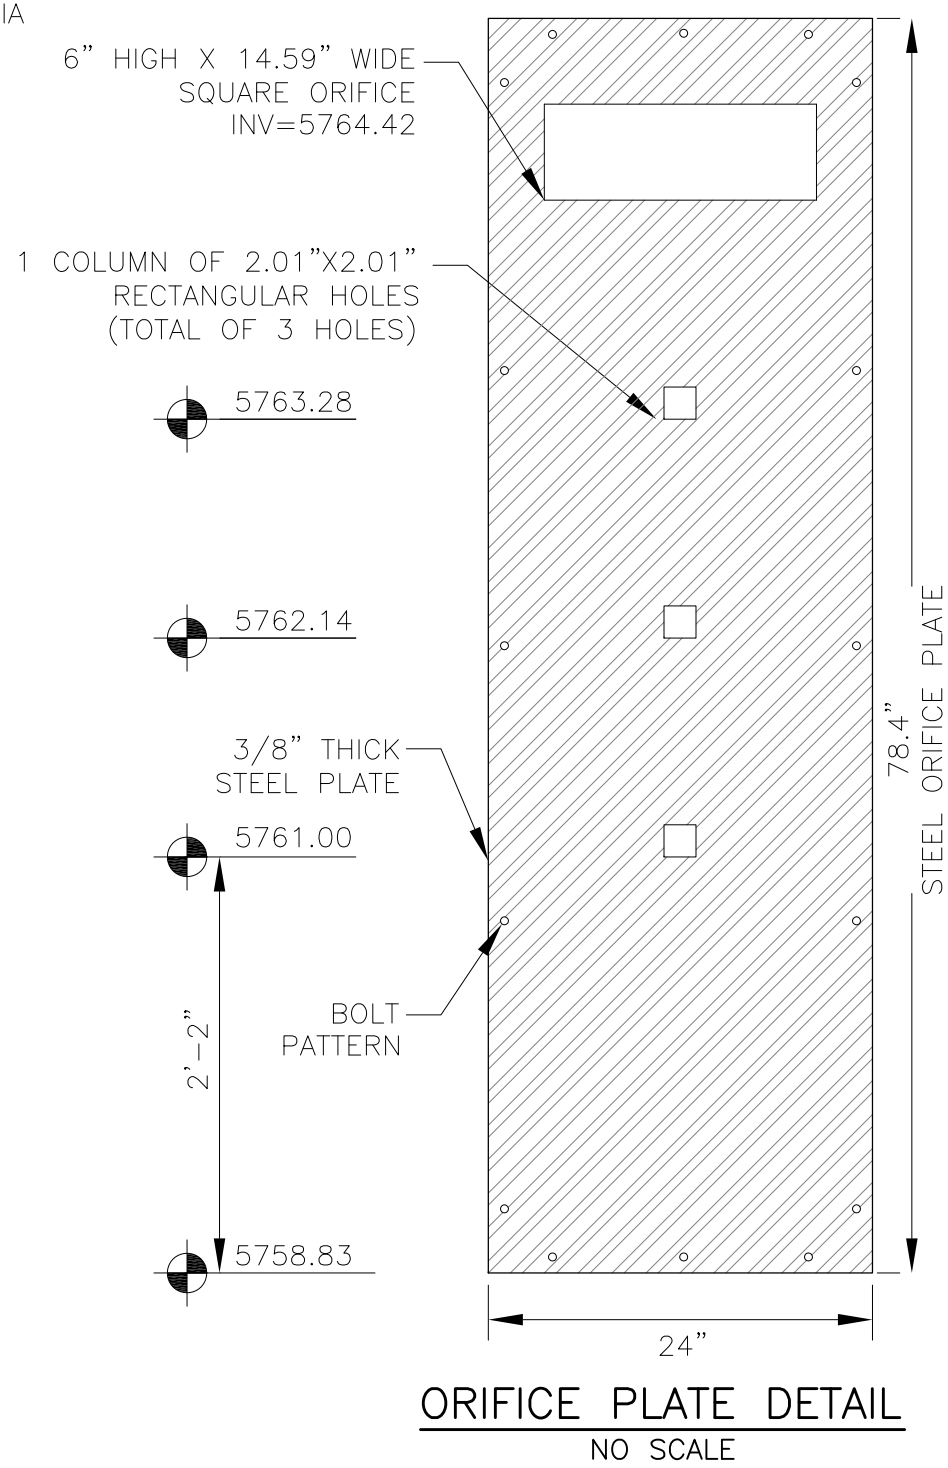 IA
6” HIGH X 14.59” WIDE
SQUARE ORIFICE
INV=5764.42
1 COLUMN OF 2.01”X2.01”
RECTANGULAR HOLES
(TOTAL OF 3 HOLES)
5763.28
5762.14
3/8” THICK
STEEL PLATE
5761.00
BOLT
PATTERN
2’-2”
5758.83
78.4”
STEEL ORIFICE PLATE
24”
ORIFICE PLATE DETAIL
NO SCALE